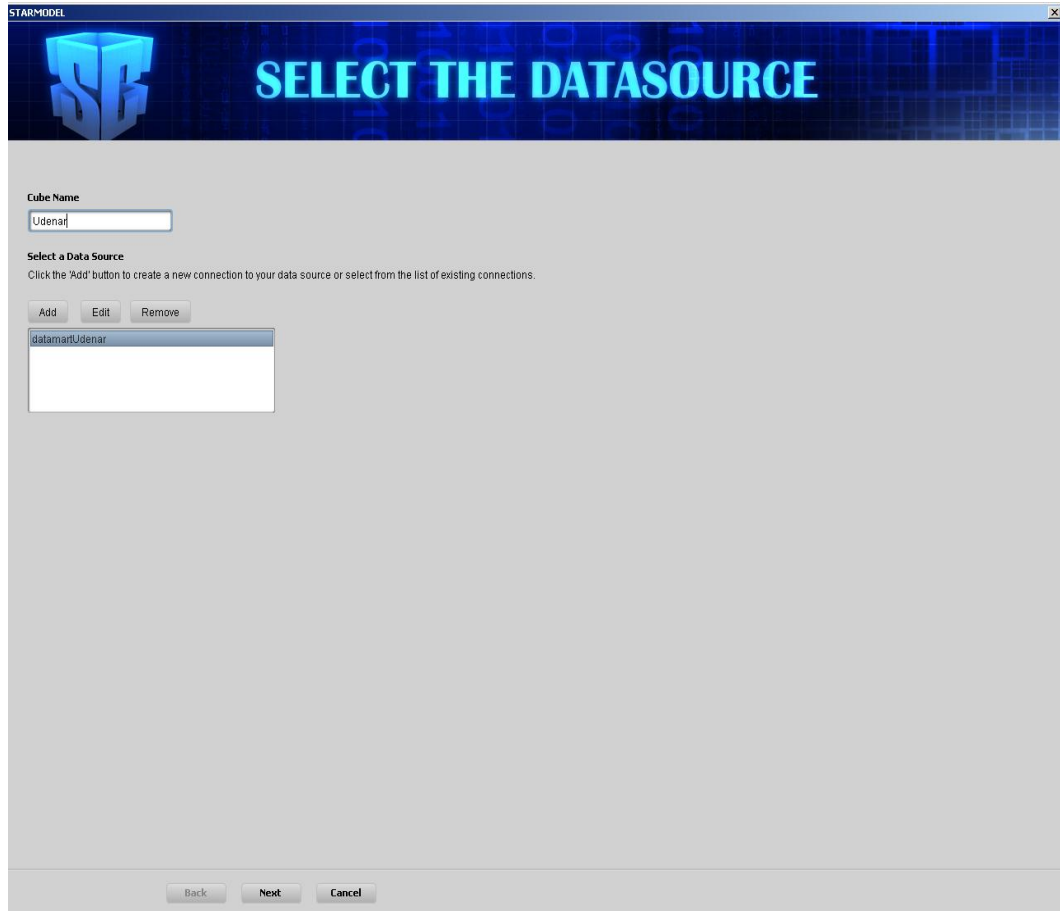 STARMODEL
SB
SELECT THE DATASOURCE
Cube Name
Udenar
Select a Data Source
Click the 'Add' button to create a new connection to your data source or select from the list of existing connections.
Add Edit Remove
datamartUdenar
Back Next Cancel